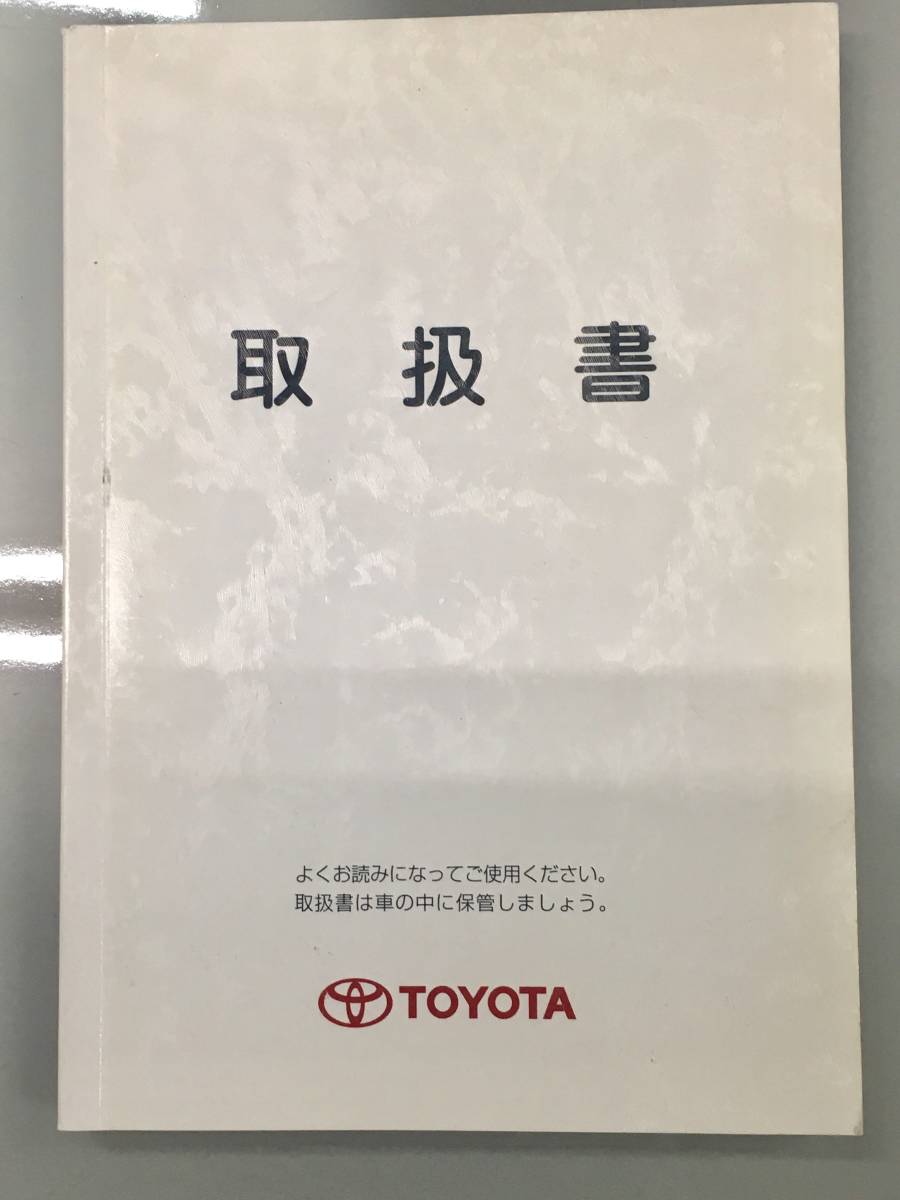 取扱書
よくお読みになってご使用ください。
取扱書は車の中に保管しましょう。
TOYOTA